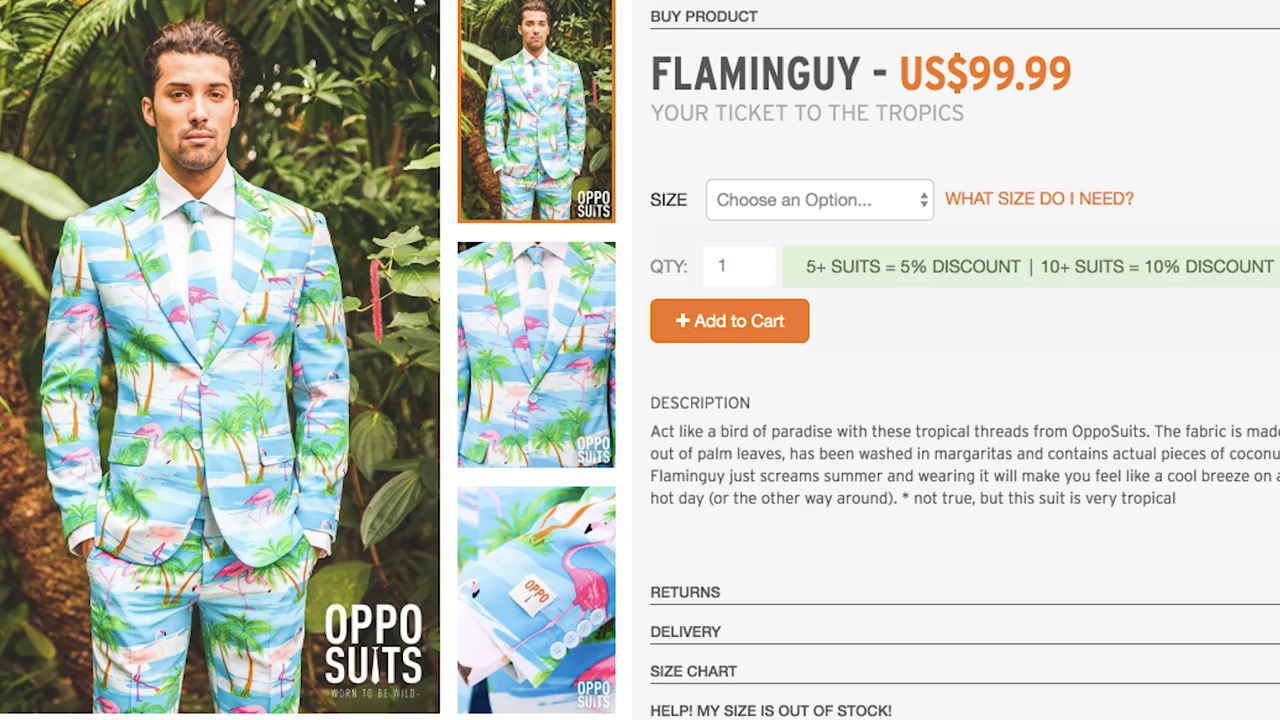 OPPO
SUITS
-WORN TO BE WILD-
OPPO
SUITS
OPPO
SUITS
OPPO
OPPO
SUITS
BUY PRODUCT
FLAMINGUY - US$99.99
YOUR TICKET TO THE TROPICS
SIZE Choose an Option... WHAT SIZE DO I NEED?
QTY: 1 5+ SUITS = 5% DISCOUNT | 10+ SUITS = 10% DISCOUNT
+ Add to Cart
DESCRIPTION
Act like a bird of paradise with these tropical threads from OppoSuits. The fabric is made
out of palm leaves, has been washed in margaritas and contains actual pieces of coconu
Flaminguy just screams summer and wearing it will make you feel like a cool breeze on a
hot day (or the other way around). * not true, but this suit is very tropical
RETURNS
DELIVERY
SIZE CHART
HELP! MY SIZE IS OUT OF STOCK!